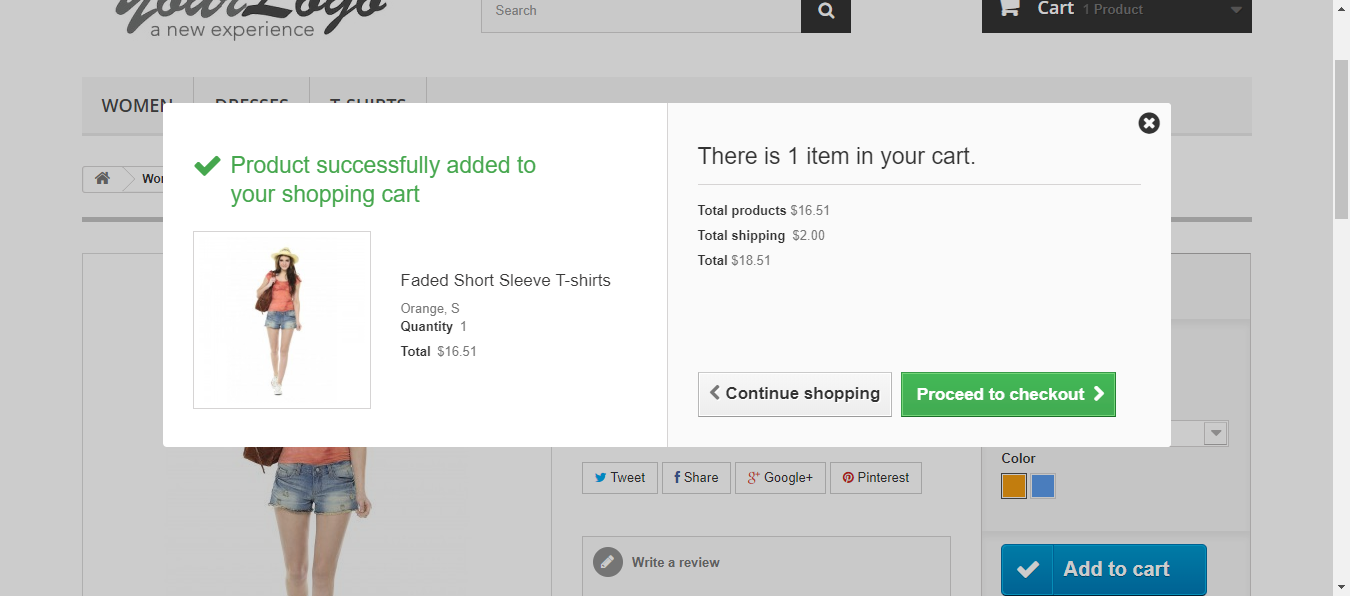 yourLogo
a new experience
Search
Cart 1 Product
WOMEN
DRESSES
T-SHIRTS
Product successfully added to
your shopping cart
Faded Short Sleeve T-shirts
Orange, S
Quantity 1
Total $16.51
There is 1 item in your cart.
Total products $16.51
Total shipping $2.00
Total $18.51
Continue shopping
Proceed to checkout
Tweet
Share
Google+
Pinterest
Write a review
Color
Add to cart